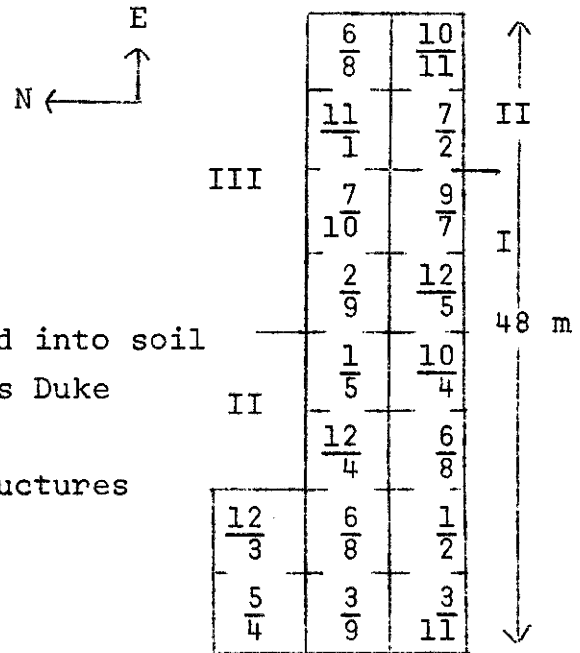 E
6/8 10/11
N
11/1 7/2 II
III
7/10 9/7
I
2/9 12/5
48 m
d into soil
1/5 10/4
s Duke
II
12/4 6/8
uctures
12/3 6/8 1/2
5/4 3/9 3/11